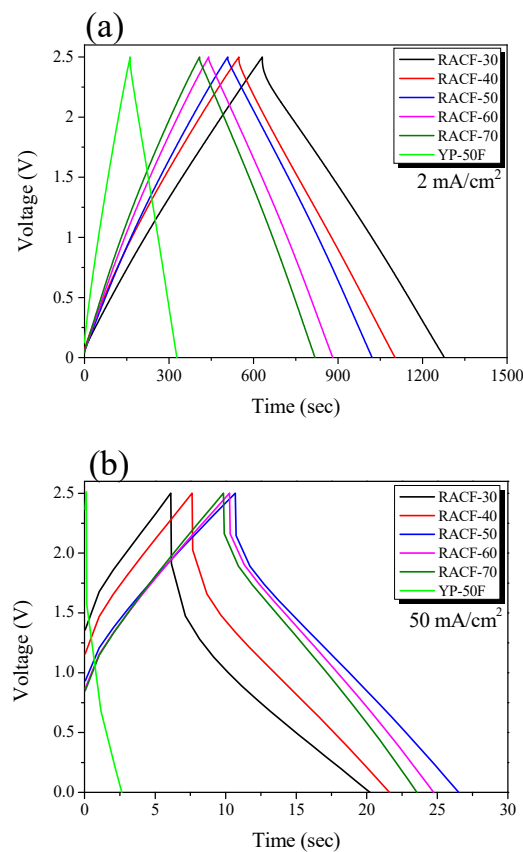 (a)
2.5
2
1.5
1
0.5
0
Voltage (V)
RACF-30
RACF-40
RACF-50
RACF-60
RACF-70
YP-50F
2 mA/cm²
0 300 600 900 1200 1500
Time (sec)
(b)
2.5
2.0
1.5
1.0
0.5
0.0
Voltage (V)
RACF-30
RACF-40
RACF-50
RACF-60
RACF-70
YP-50F
50 mA/cm²
0 5 10 15 20 25 30
Time (sec)